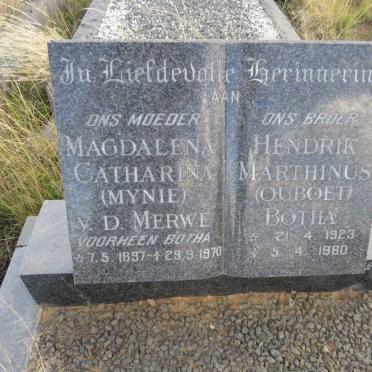 In Liefdevolle Herinnering
AAN
ONS MOEDER
MAGDALENA
CATHARINA
(MYNIE)
V. D. MERWE
VOORHEEN BOTHA
* 7.5.1897 - † 29.9.1970
ONS BROER
HENDRIK
MARTHINUS
(OUBOET)
BOTHA
* 21.4.1923
† 5.4.1980